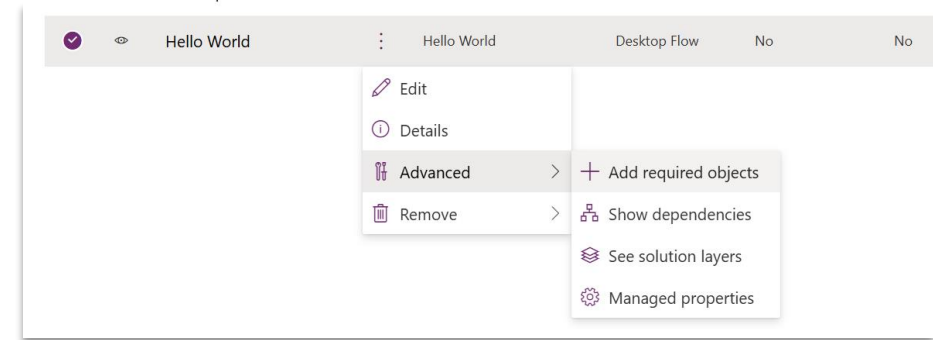 Hello World Hello World Desktop Flow No No
Edit
Details
Advanced
Add required objects
Remove
Show dependencies
See solution layers
Managed properties